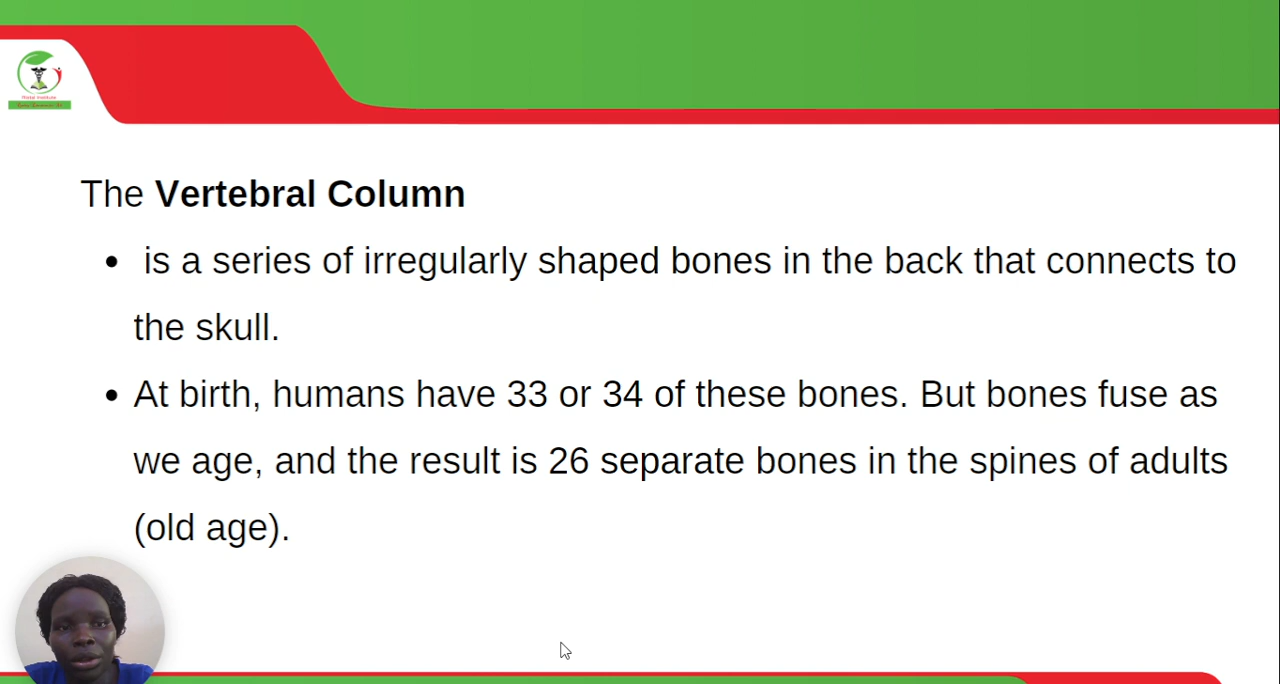 The Vertebral Column
• is a series of irregularly shaped bones in the back that connects to
the skull.
• At birth, humans have 33 or 34 of these bones. But bones fuse as
we age, and the result is 26 separate bones in the spines of adults
(old age).